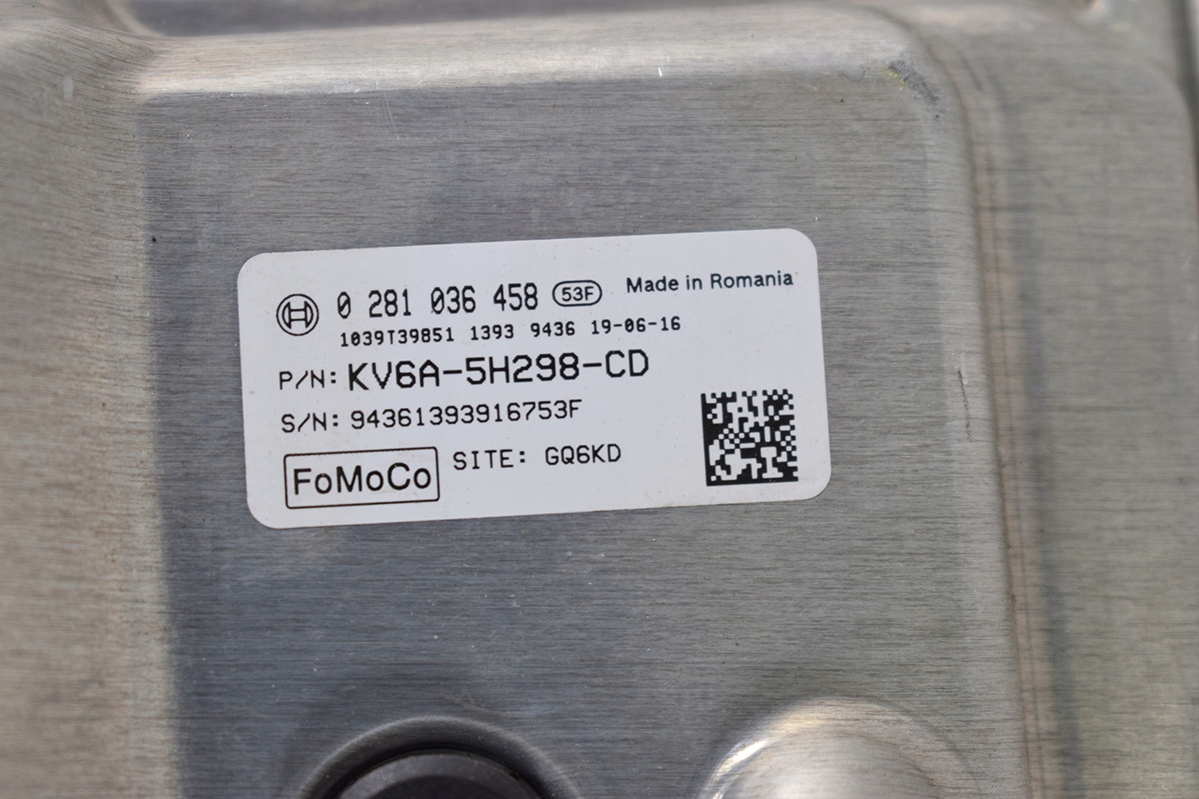 0 281 036 458 53F Made in Romania
1039T39851 1393 9436 19-06-16
P/N: KV6A-5H298-CD
S/N: 94361393916753F
FoMoCo SITE: GQ6KD